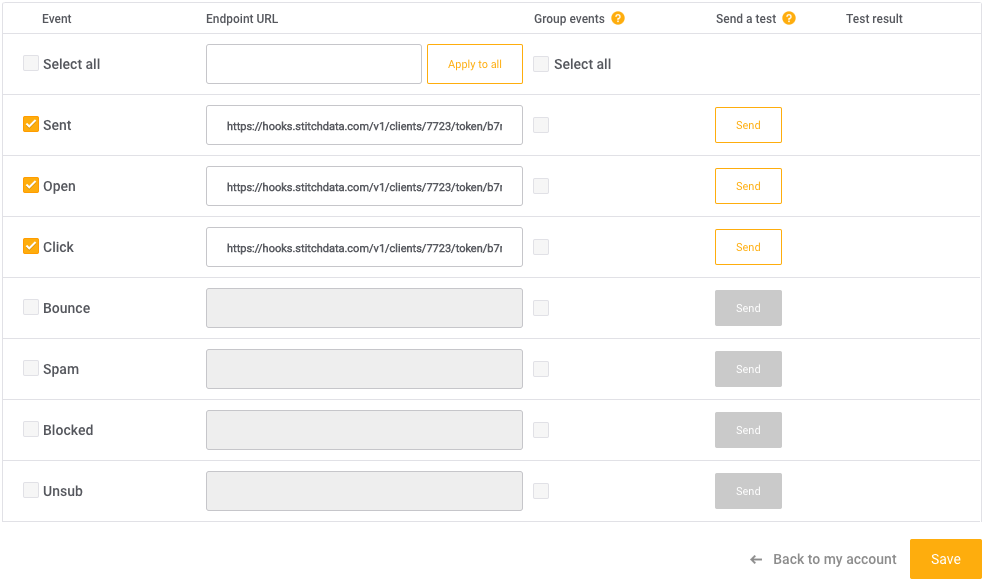 Event Endpoint URL Group events ? Send a test ? Test result
Select all Apply to all Select all
Sent https://hooks.stitchdata.com/v1/clients/7723/token/b7 Send
Open https://hooks.stitchdata.com/v1/clients/7723/token/b7 Send
Click https://hooks.stitchdata.com/v1/clients/7723/token/b7 Send
Bounce Send
Spam Send
Blocked Send
Unsub Send
← Back to my account Save